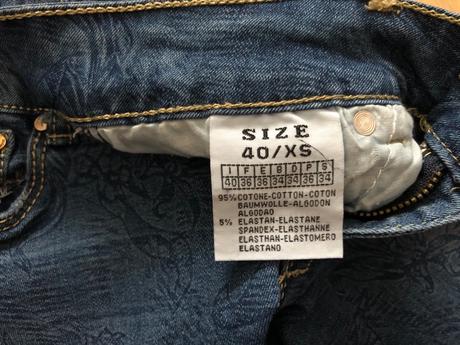 SIZE
40/XS
I F E B D P S
40 36 36 34 34 36 34
95% COTONE-COTTON-COTON
BAUMWOLLE-ALGODON
ALGODAO
5% ELASTAN-ELASTANE
SPANDEX-ELASTHANNE
ELASTHAN-ELASTOMERO
ELASTANO